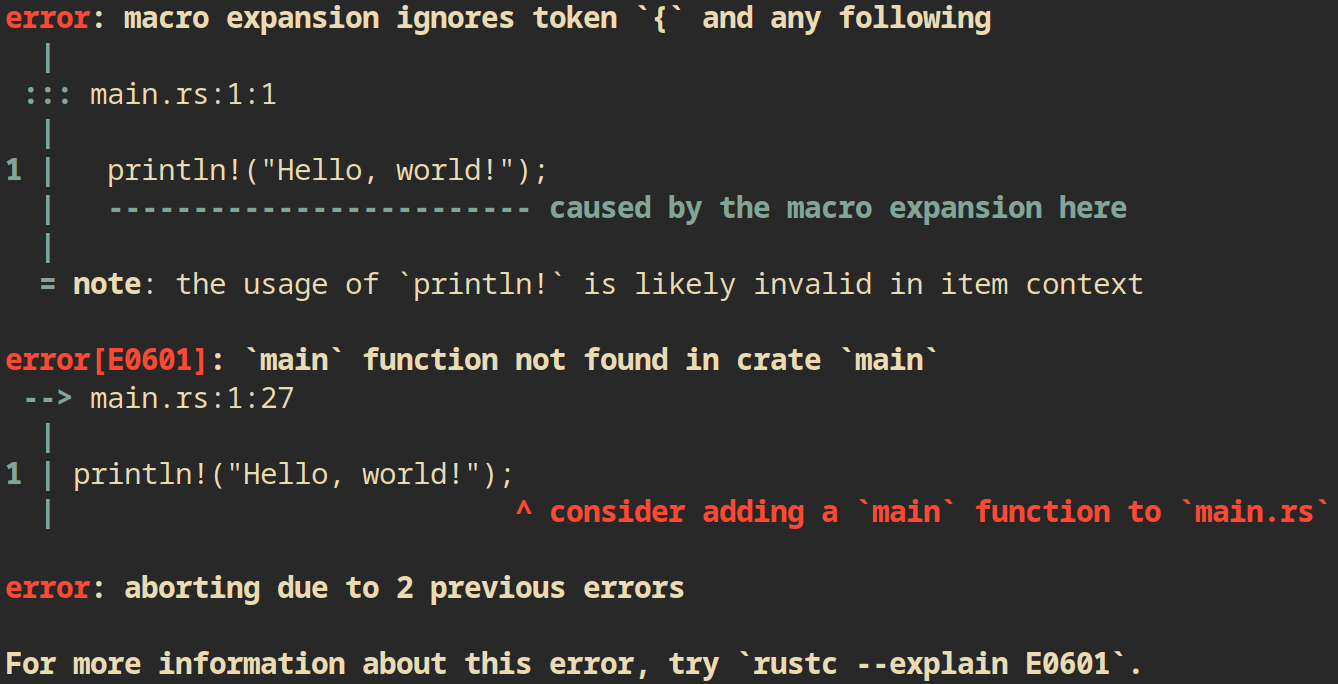 error: macro expansion ignores token `{` and any following
  |
 ::: main.rs:1:1
  |
1 |   println!("Hello, world!");
  |   ------------------------- caused by the macro expansion here
  |
  = note: the usage of `println!` is likely invalid in item context

error[E0601]: `main` function not found in crate `main`
 --> main.rs:1:27
  |
1 | println!("Hello, world!");
  |                           ^ consider adding a `main` function to `main.rs`

error: aborting due to 2 previous errors

For more information about this error, try `rustc --explain E0601`.